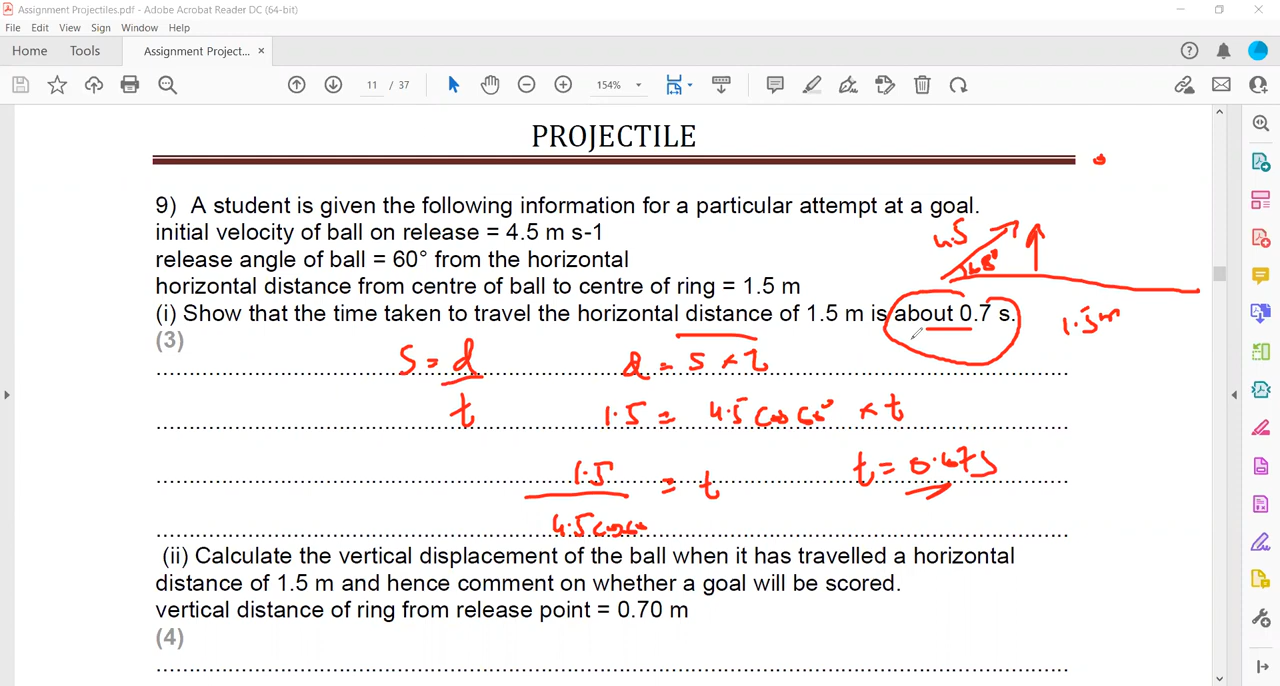 Assignment Projectiles.pdf - Adobe Acrobat Reader DC (64-bit)
File Edit View Sign Window Help
Home Tools Assignment Project... ×
11 / 37 154%
PROJECTILE
9) A student is given the following information for a particular attempt at a goal.
initial velocity of ball on release = 4.5 m s-1
4.5
release angle of ball = 60° from the horizontal
horizontal distance from centre of ball to centre of ring = 1.5 m
(i) Show that the time taken to travel the horizontal distance of 1.5 m is about 0.7 s.
1.5m
(3)
S = d / t
d = s × t
1.5 = 4.5 cos 60° × t
1.5 / 4.5 cos 60 = t
t = 0.67 s
(ii) Calculate the vertical displacement of the ball when it has travelled a horizontal
distance of 1.5 m and hence comment on whether a goal will be scored.
vertical distance of ring from release point = 0.70 m
(4)